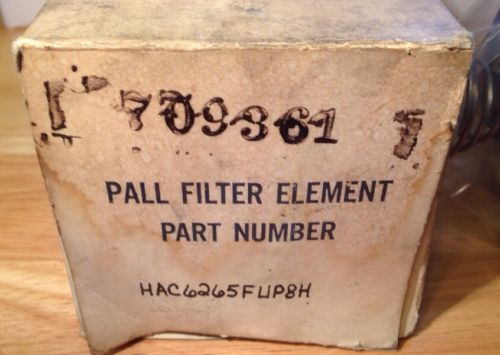 709361
PALL FILTER ELEMENT
PART NUMBER
HAC6265FUP8H